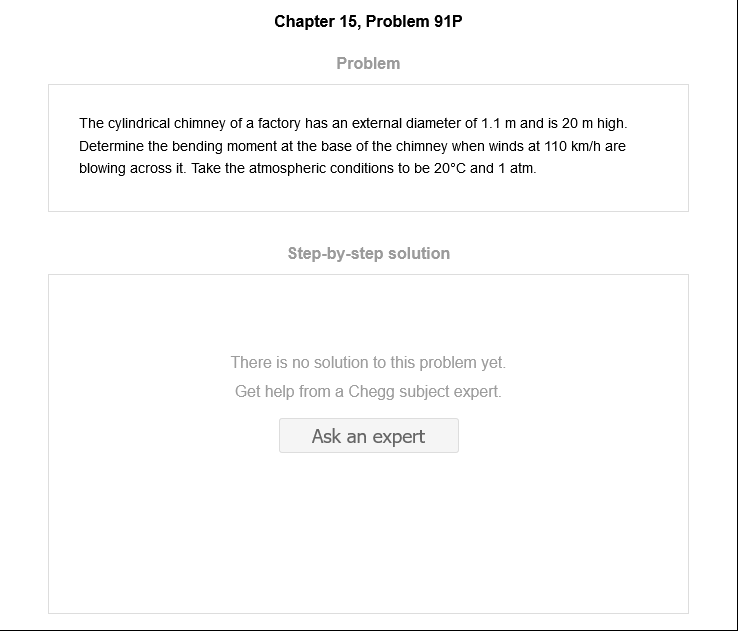 Chapter 15, Problem 91P
Problem
The cylindrical chimney of a factory has an external diameter of 1.1 m and is 20 m high.
Determine the bending moment at the base of the chimney when winds at 110 km/h are
blowing across it. Take the atmospheric conditions to be 20°C and 1 atm.
Step-by-step solution
There is no solution to this problem yet.
Get help from a Chegg subject expert.
Ask an expert